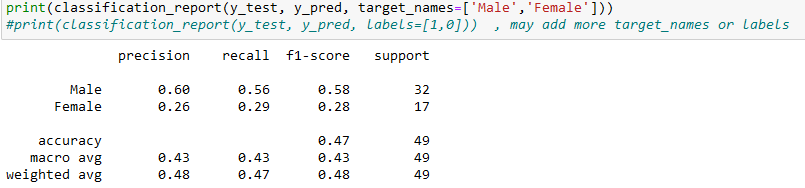 print(classification_report(y_test, y_pred, target_names=['Male','Female']))
#print(classification_report(y_test, y_pred, labels=[1,0]))  , may add more target_names or labels
precision recall f1-score support
Male 0.60 0.56 0.58 32
Female 0.26 0.29 0.28 17
accuracy 0.47 49
macro avg 0.43 0.43 0.43 49
weighted avg 0.48 0.47 0.48 49